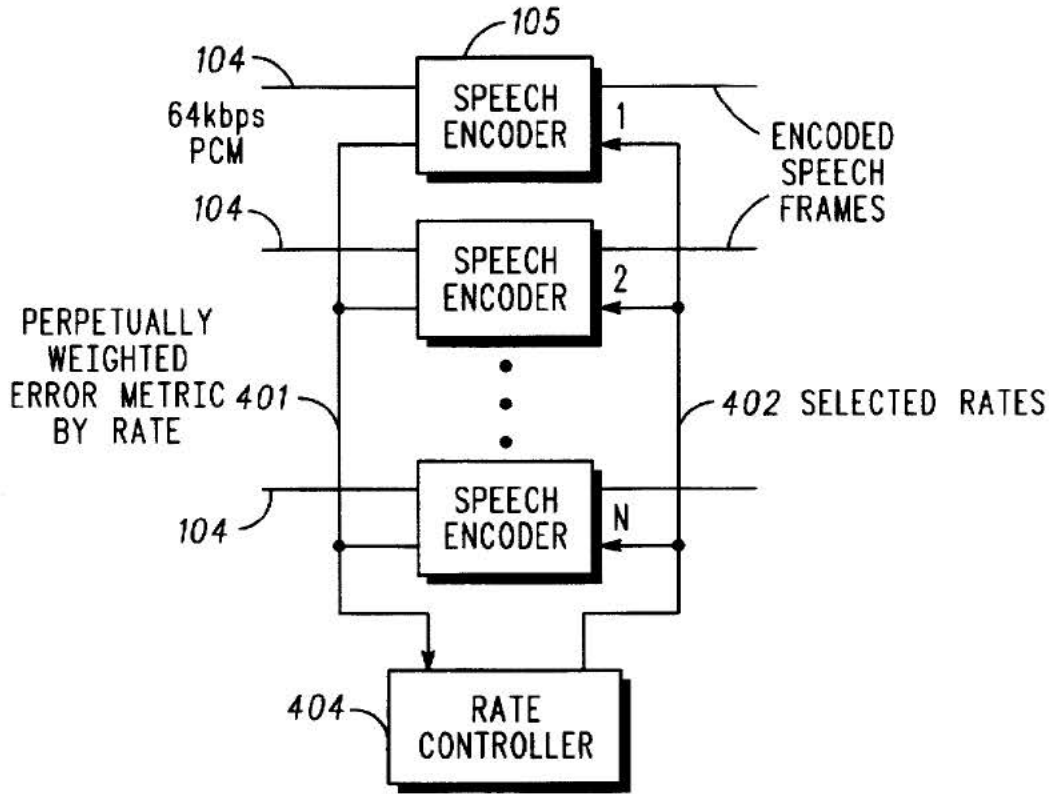 105
104
64kbps
PCM
SPEECH
ENCODER
1
ENCODED
SPEECH
FRAMES
104
SPEECH
ENCODER
2
PERPETUALLY
WEIGHTED
ERROR METRIC 401
BY RATE
402 SELECTED RATES
104
SPEECH
ENCODER
N
404
RATE
CONTROLLER